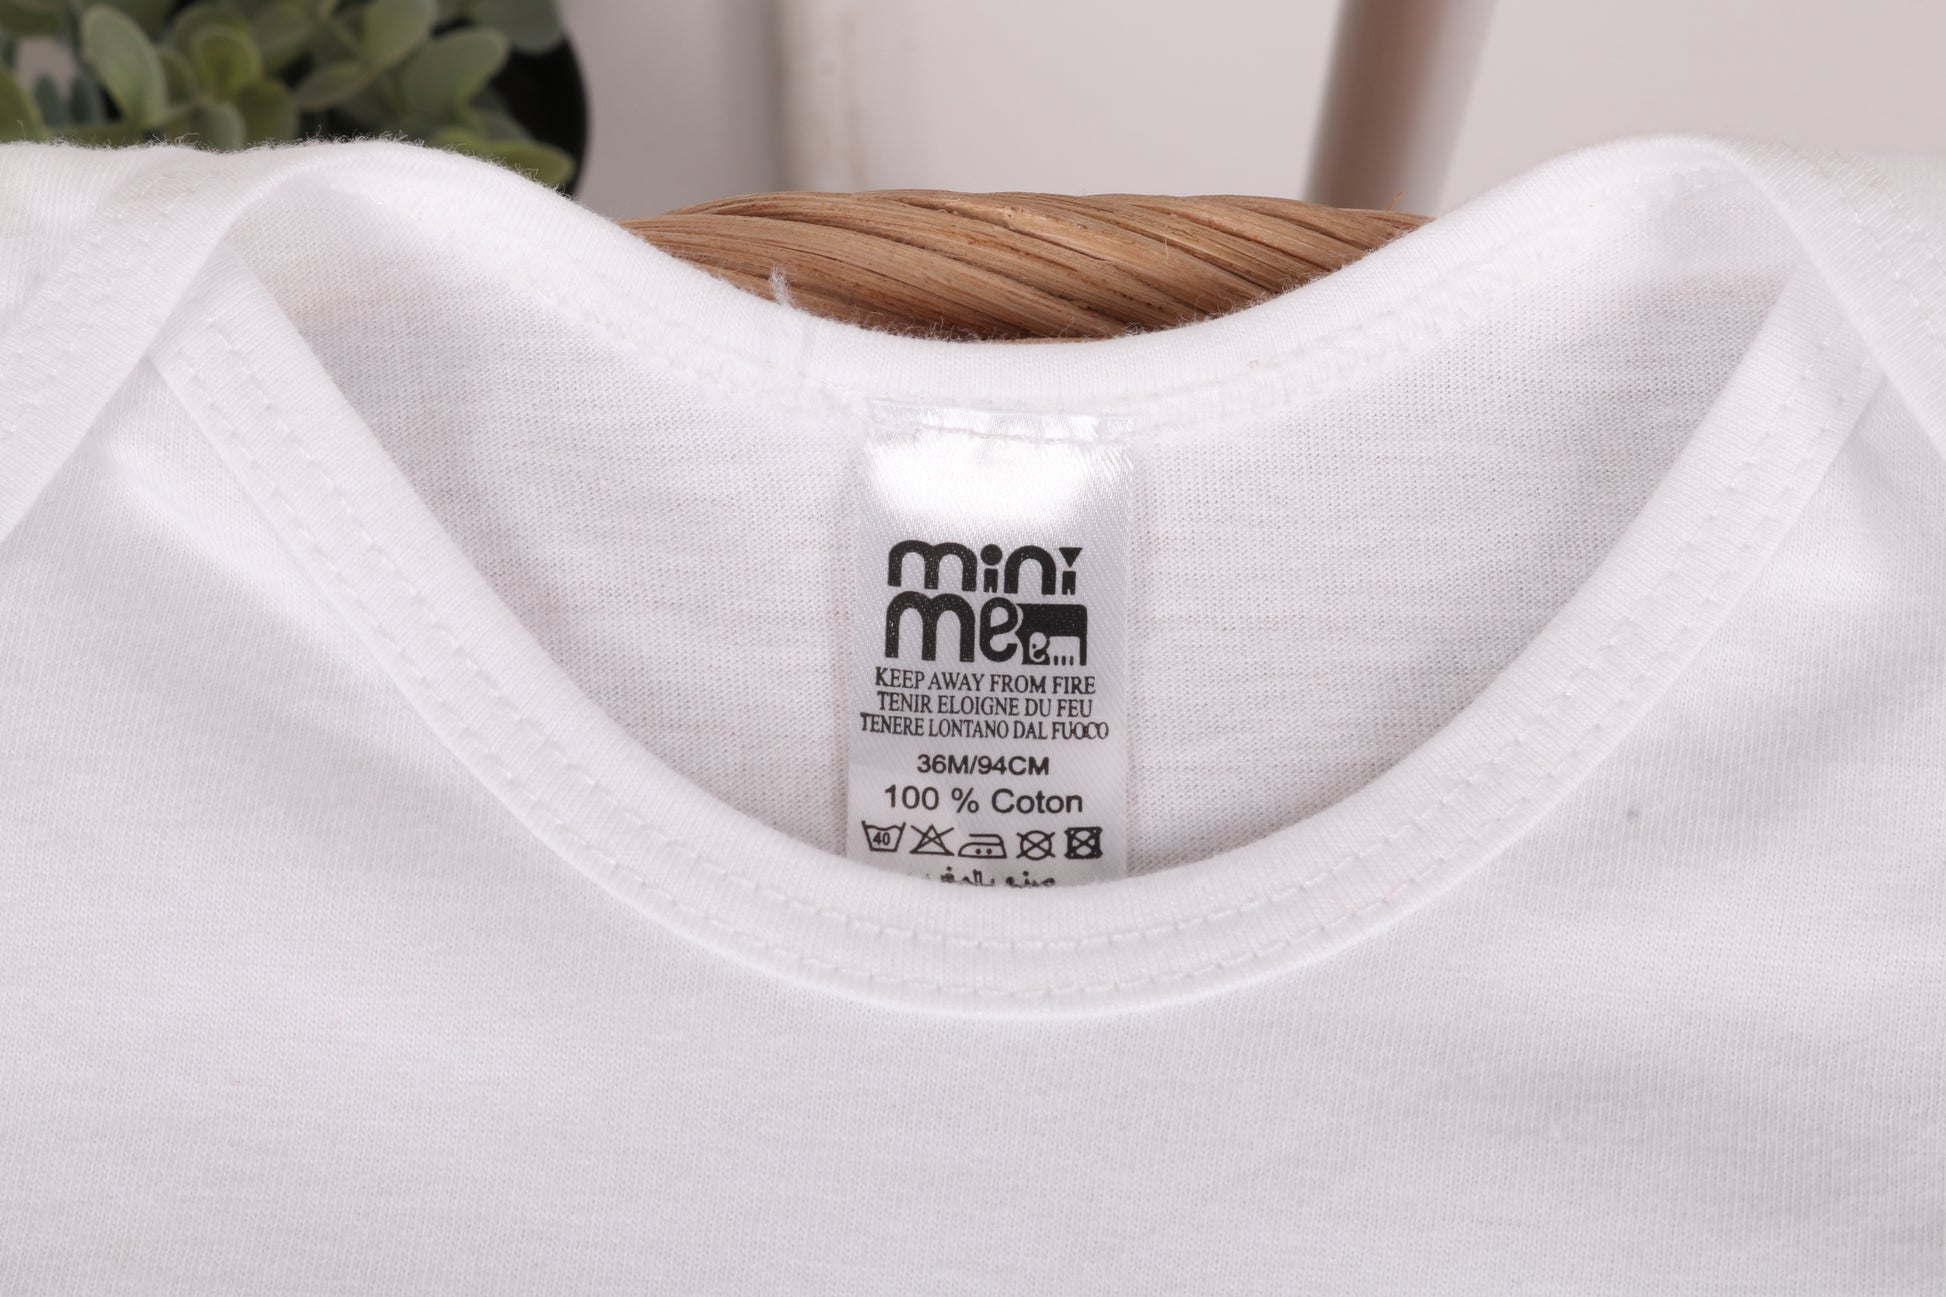 mini
me
KEEP AWAY FROM FIRE
TENIR ELOIGNE DU FEU
TENERE LONTANO DAL FUOCO
36M/94CM
100 % Coton
40